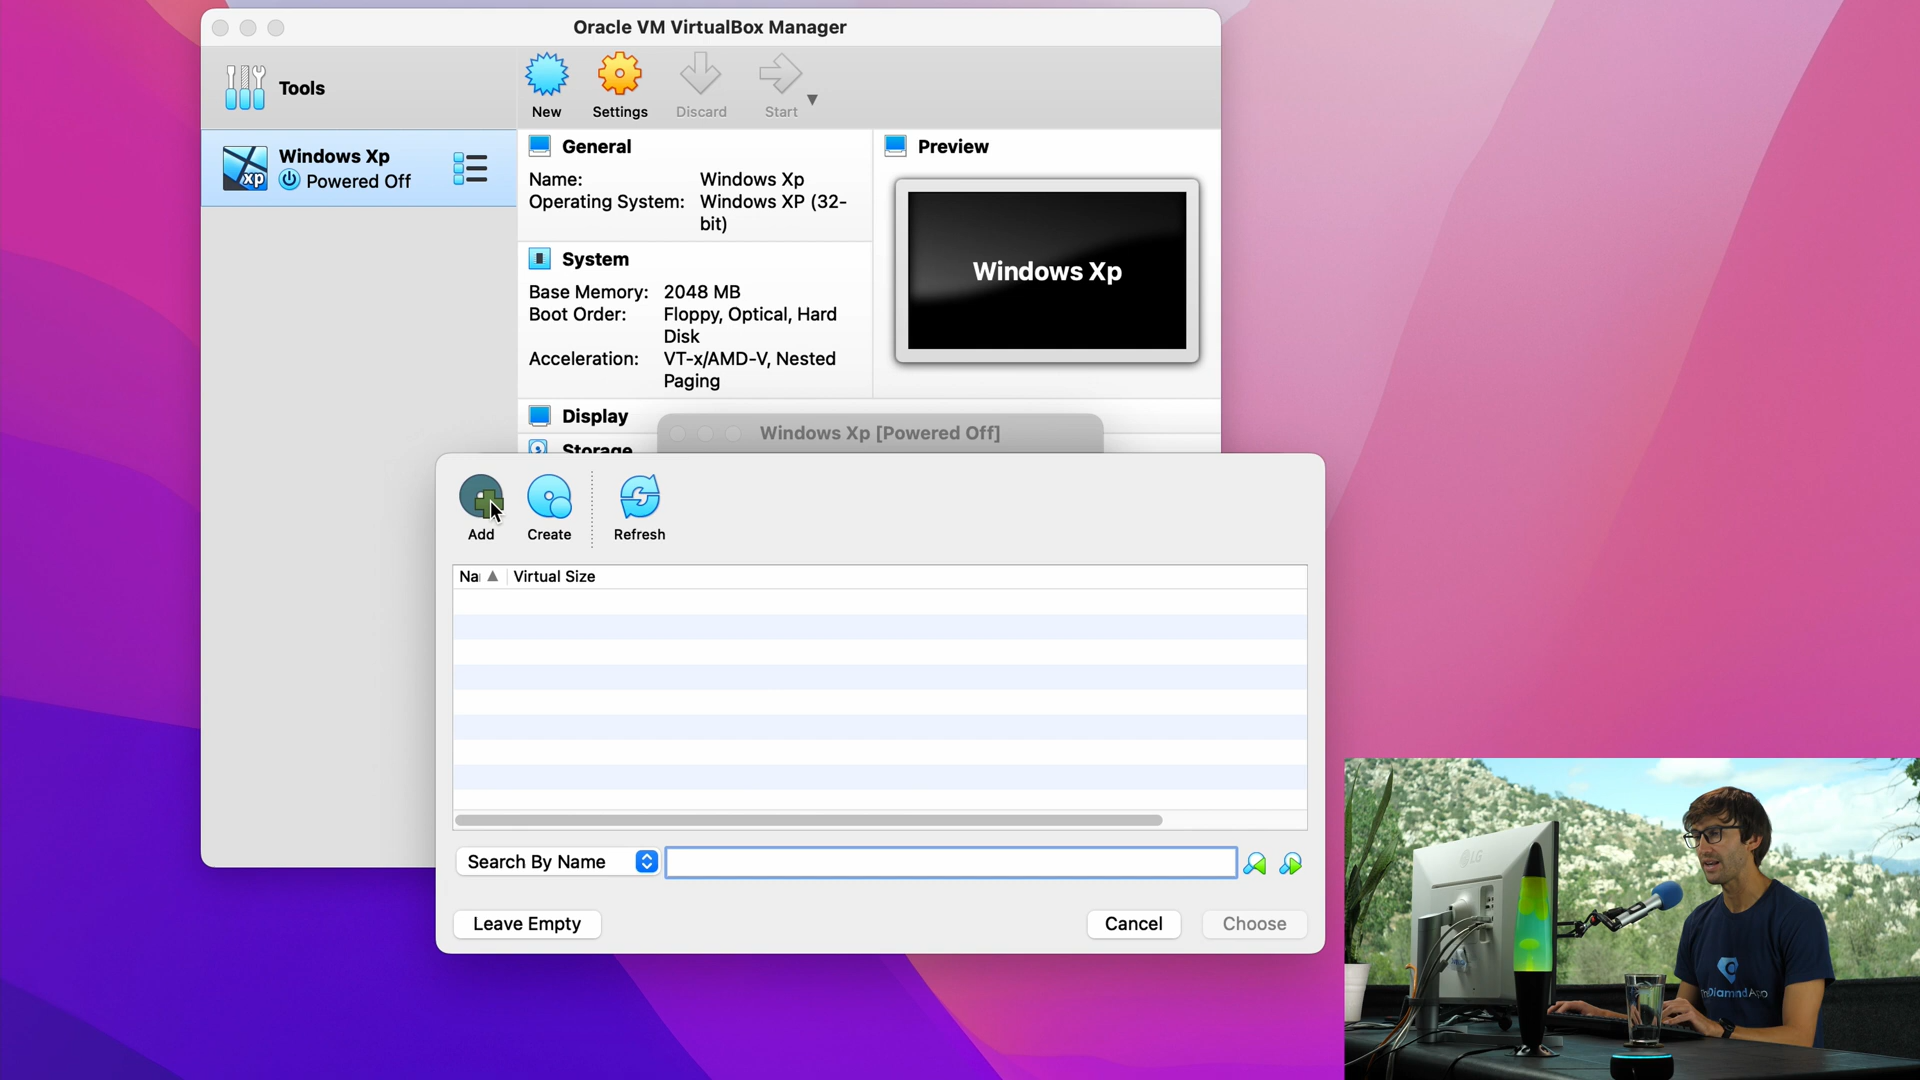 Oracle VM VirtualBox Manager
Tools
New
Settings
Discard
Start
Windows Xp
Powered Off
xp
General
Name: Windows Xp
Operating System: Windows XP (32-
bit)
System
Base Memory: 2048 MB
Boot Order: Floppy, Optical, Hard
Disk
Acceleration: VT-x/AMD-V, Nested
Paging
Display
Storage
Preview
Windows Xp
Windows Xp [Powered Off]
Add
Create
Refresh
Na
Virtual Size
Search By Name
Leave Empty
Cancel
Choose
LG